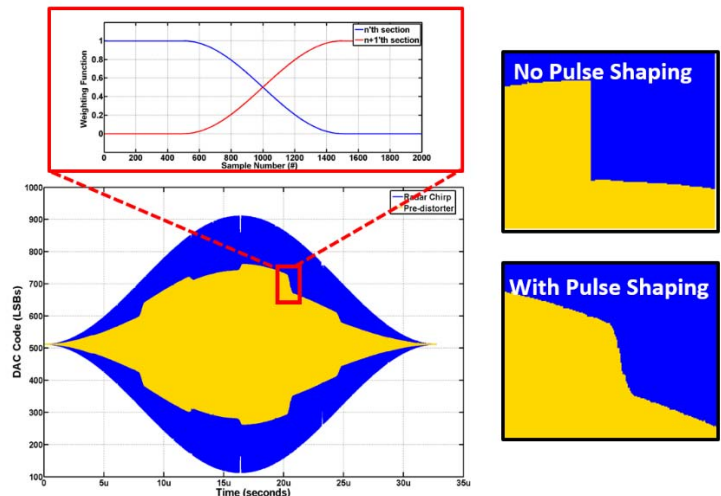 n'th section
n+1'th section
1
0.8
0.6
0.4
0.2
0
Weighting Function
0 200 400 600 800 1000 1200 1400 1600 1800 2000
Sample Number (#)
Radar Chirp
Pre-distorter
1000
900
800
700
600
500
400
300
200
100
DAC Code (LSBs)
0 5u 10u 15u 20u 25u 30u 35u
Time (seconds)
No Pulse Shaping
With Pulse Shaping